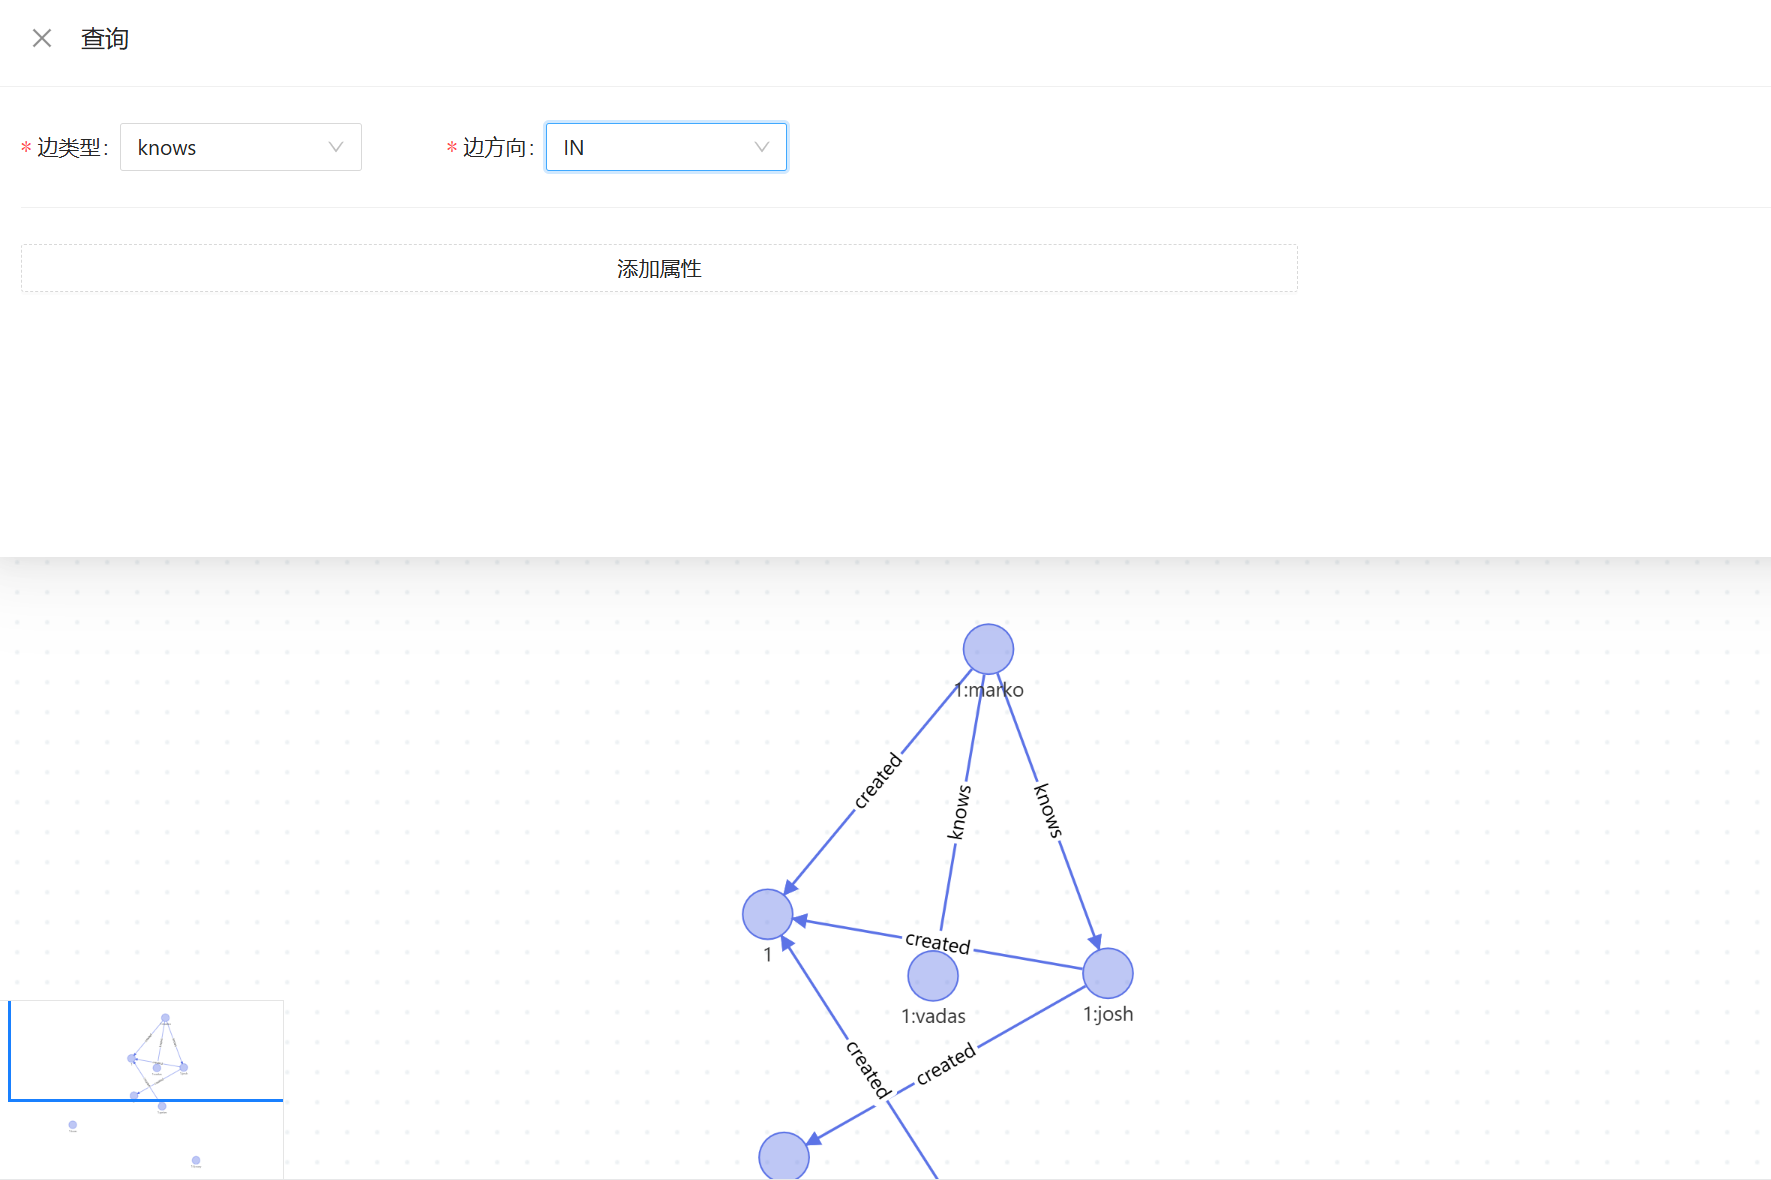 查询
* 边类型: knows
* 边方向: IN
添加属性
1:marko
created
knows
knows
1
created
1:vadas
1:josh
created
created